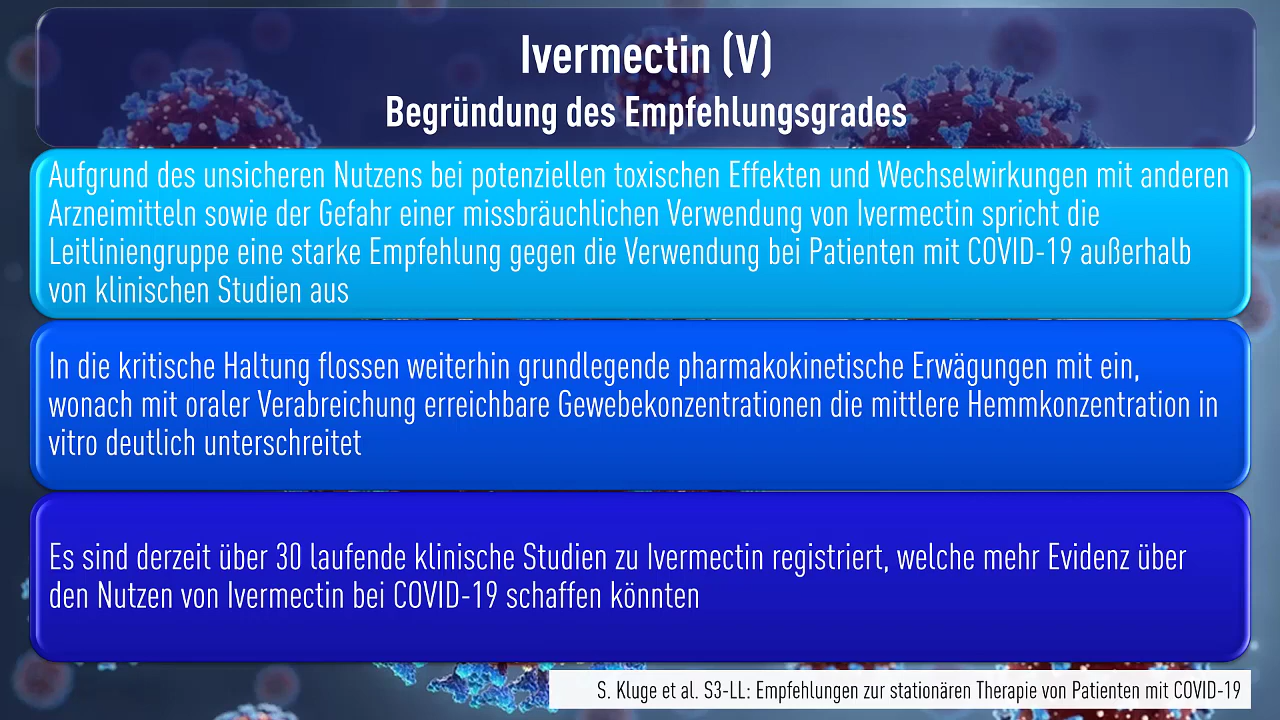 Ivermectin (V)
Begründung des Empfehlungsgrades
Aufgrund des unsicheren Nutzens bei potenziellen toxischen Effekten und Wechselwirkungen mit anderen
Arzneimitteln sowie der Gefahr einer missbräuchlichen Verwendung von Ivermectin spricht die
Leitliniengruppe eine starke Empfehlung gegen die Verwendung bei Patienten mit COVID-19 außerhalb
von klinischen Studien aus
In die kritische Haltung flossen weiterhin grundlegende pharmakokinetische Erwägungen mit ein,
wonach mit oraler Verabreichung erreichbare Gewebekonzentrationen die mittlere Hemmkonzentration in
vitro deutlich unterschreitet
Es sind derzeit über 30 laufende klinische Studien zu Ivermectin registriert, welche mehr Evidenz über
den Nutzen von Ivermectin bei COVID-19 schaffen könnten
S. Kluge et al. S3-LL: Empfehlungen zur stationären Therapie von Patienten mit COVID-19